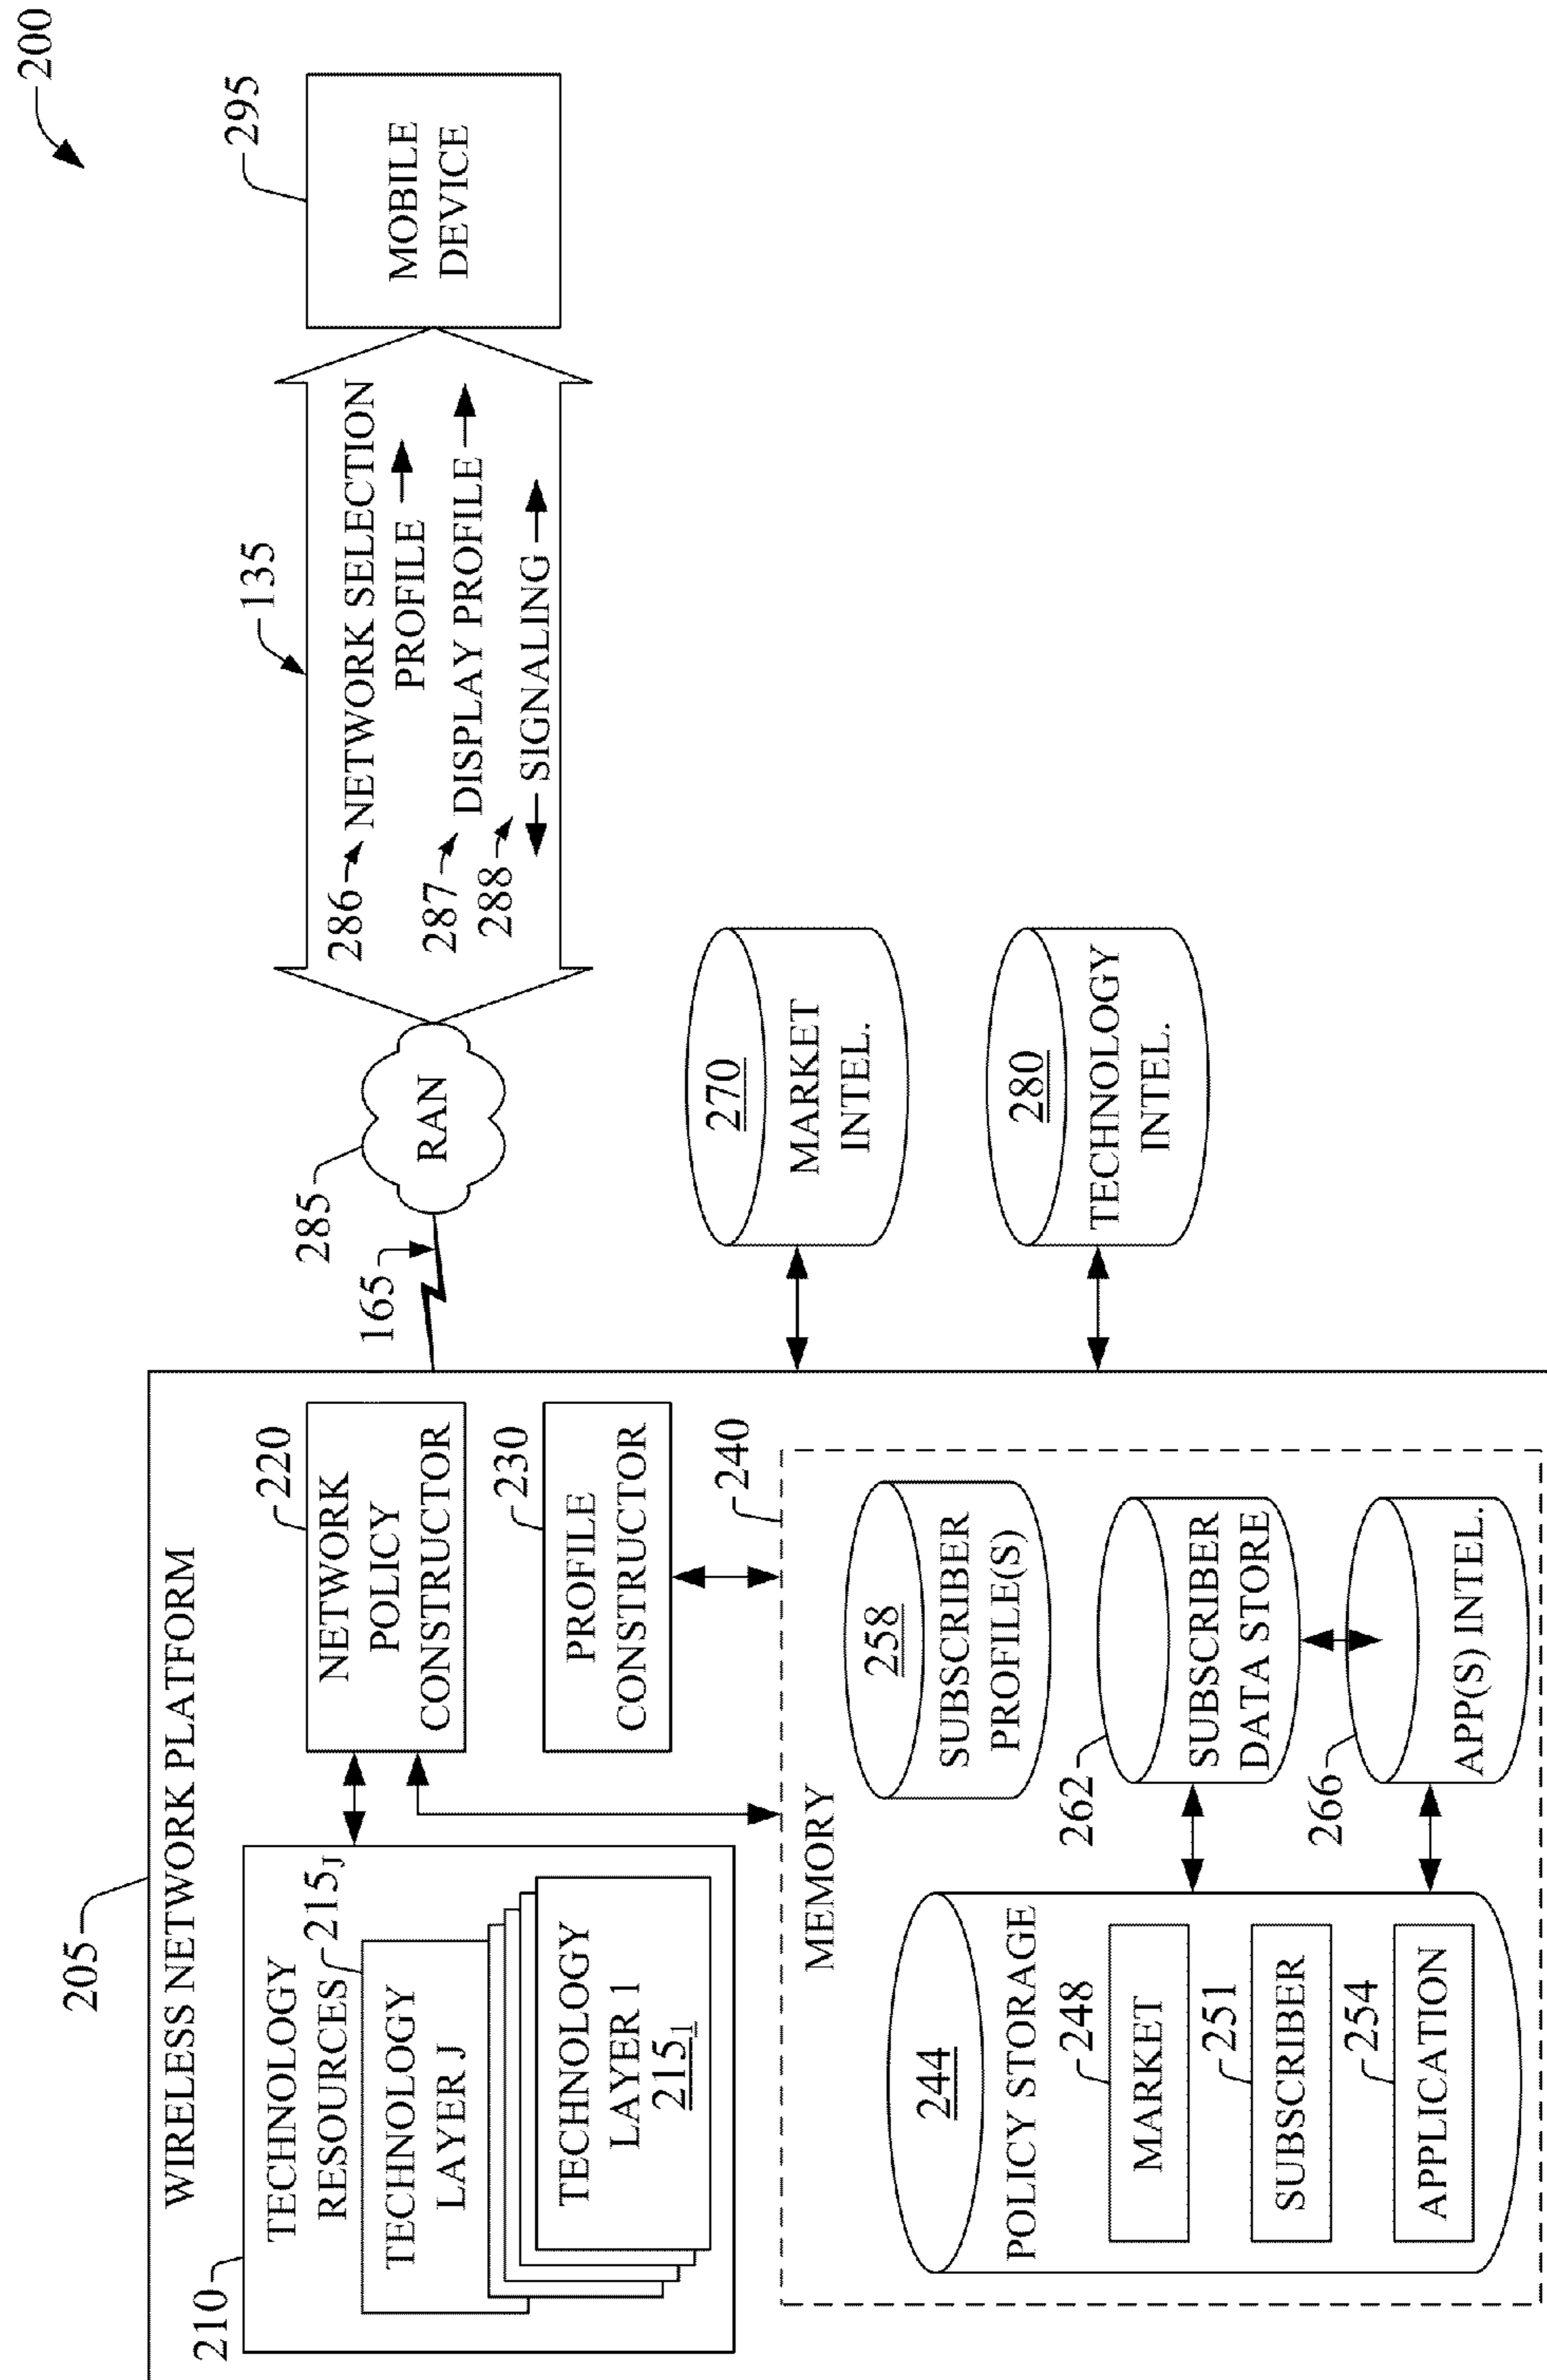 200
205
WIRELESS NETWORK PLATFORM
210
TECHNOLOGY
RESOURCES
215J
TECHNOLOGY
LAYER J
TECHNOLOGY
LAYER 1
2151
220
NETWORK
POLICY
CONSTRUCTOR
230
PROFILE
CONSTRUCTOR
240
MEMORY
244
POLICY STORAGE
248
MARKET
251
SUBSCRIBER
254
APPLICATION
258
SUBSCRIBER
PROFILE(S)
262
SUBSCRIBER
DATA STORE
266
APP(S) INTEL.
165
285
RAN
135
286
NETWORK SELECTION
PROFILE
287
DISPLAY PROFILE
288
SIGNALING
295
MOBILE
DEVICE
270
MARKET
INTEL.
280
TECHNOLOGY
INTEL.